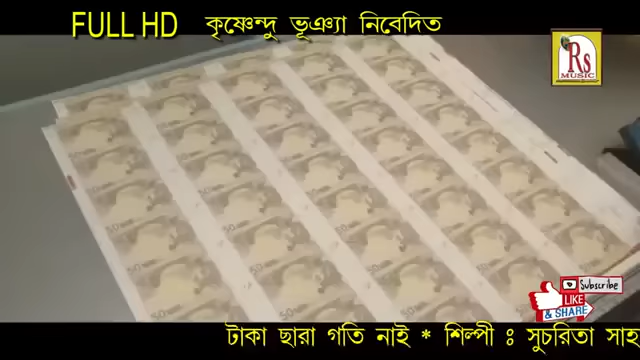 FULL HD কৃষ্ণেন্দু ভূঞ্যা নিবেদিত
Rs
MUSIC
Subscribe
LIKE
& SHARE
টাকা ছারা গতি নাই * শিল্পী ঃ সুচরিতা সাহ